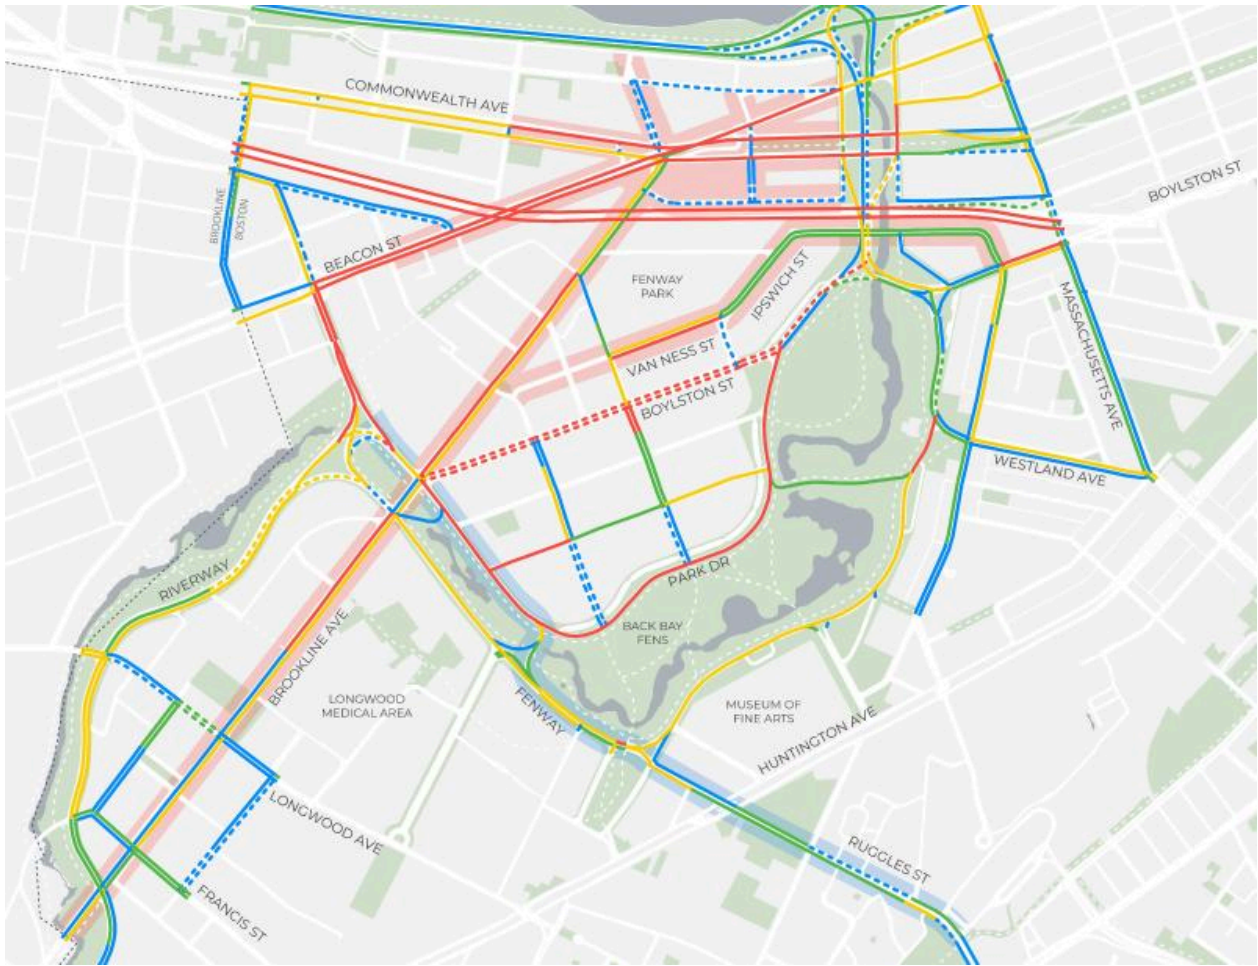 COMMONWEALTH AVE
BOYLSTON ST
BROOKLINE
BOSTON
BEACON ST
FENWAY
PARK
IPSWICH ST
MASSACHUSETTS AVE
VAN NESS ST
BOYLSTON ST
WESTLAND AVE
RIVERWAY
PARK DR
BACK BAY
FENS
BROOKLINE AVE
LONGWOOD
MEDICAL AREA
FENWAY
MUSEUM OF
FINE ARTS
HUNTINGTON AVE
LONGWOOD AVE
RUGGLES ST
FRANCIS ST